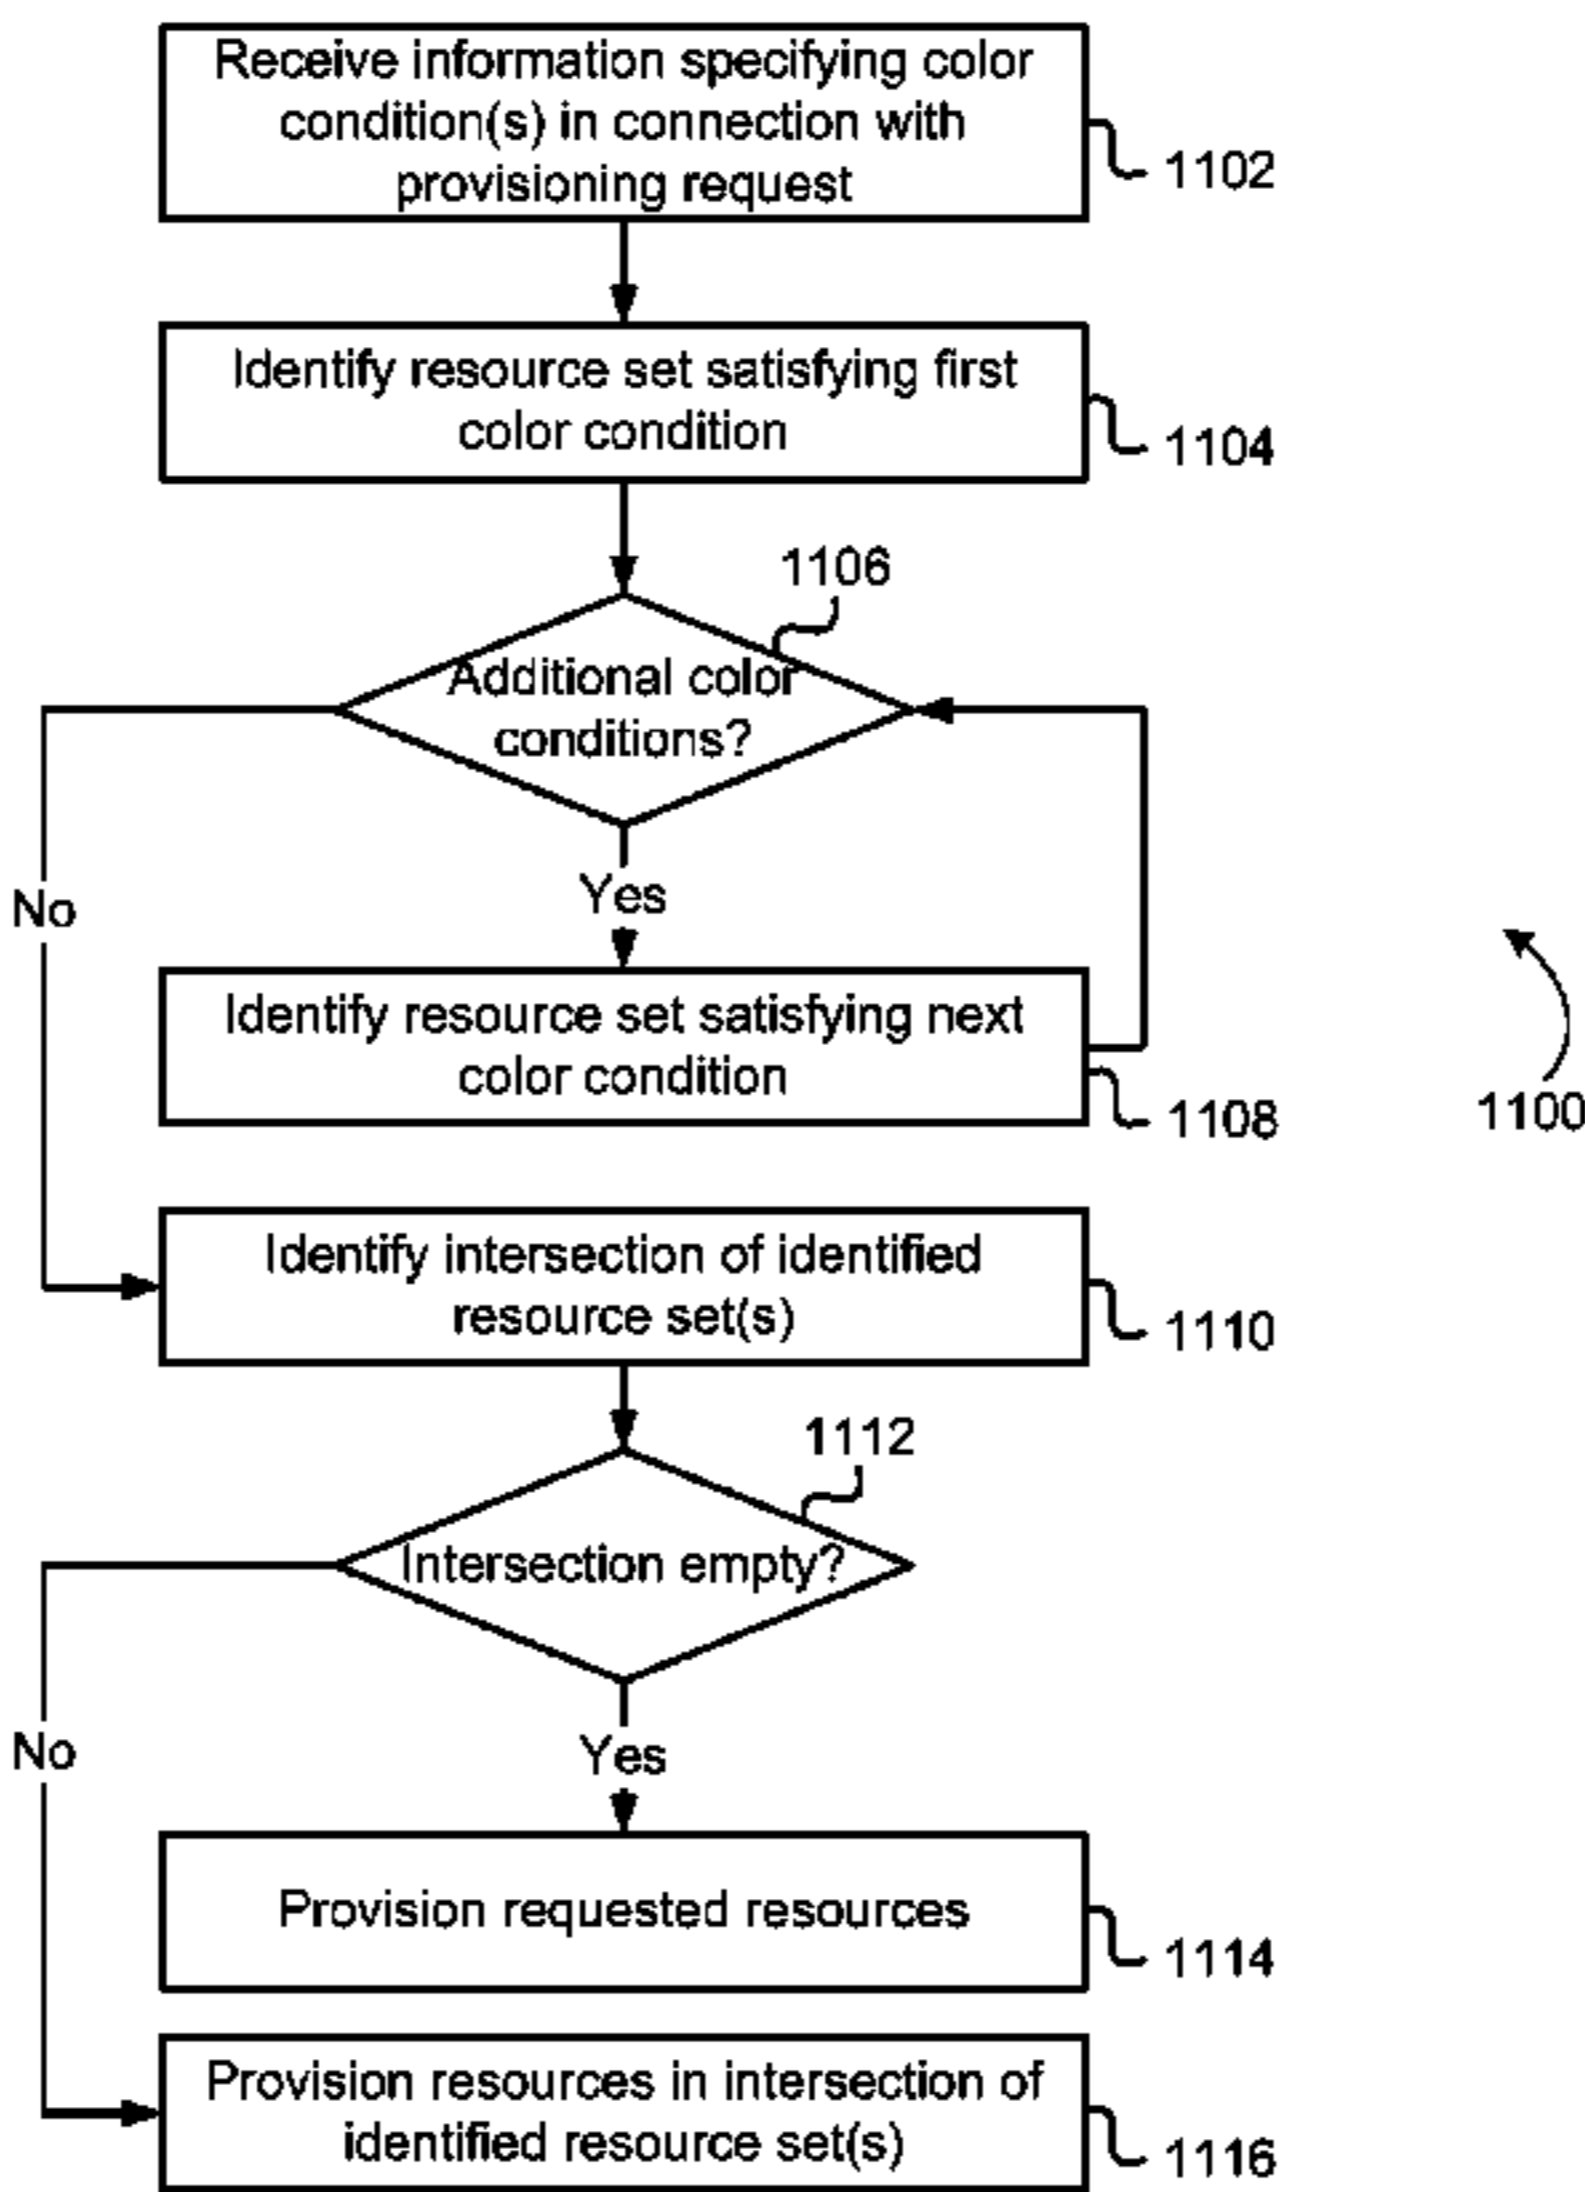 Receive information specifying color
condition(s) in connection with
provisioning request
1102
Identify resource set satisfying first
color condition
1104
1106
Additional color
conditions?
No
Yes
Identify resource set satisfying next
color condition
1108
1100
Identify intersection of identified
resource set(s)
1110
1112
Intersection empty?
No
Yes
Provision requested resources
1114
Provision resources in intersection of
identified resource set(s)
1116